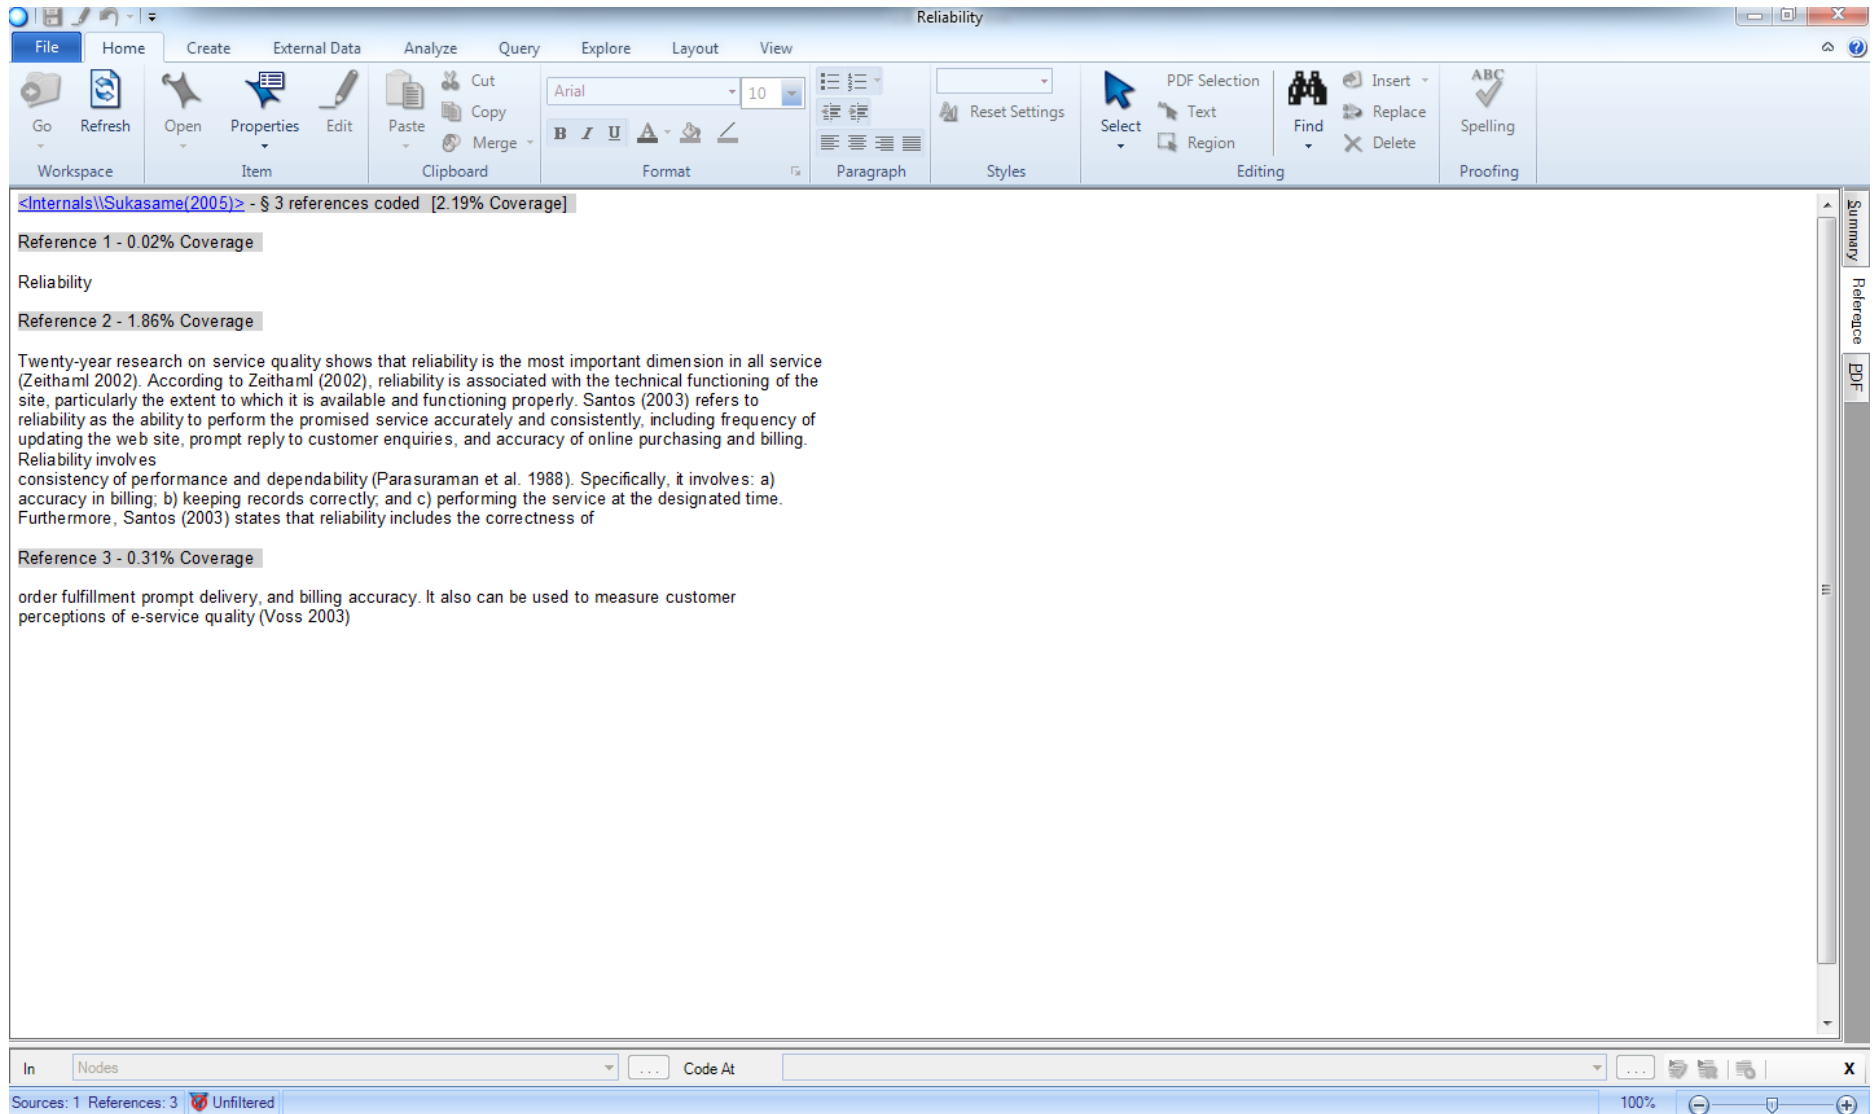 Reliability
File Home Create External Data Analyze Query Explore Layout View
Go Refresh Open Properties Edit Paste Cut Copy Merge
Arial 10
B I U A
Reset Settings
Select PDF Selection Text Region
Find Insert Replace Delete
ABC Spelling
Workspace Item Clipboard Format Paragraph Styles Editing Proofing
<Internals\\Sukasame(2005)> - § 3 references coded [2.19% Coverage]
Reference 1 - 0.02% Coverage
Reliability
Reference 2 - 1.86% Coverage
Twenty-year research on service quality shows that reliability is the most important dimension in all service
(Zeithaml 2002). According to Zeithaml (2002), reliability is associated with the technical functioning of the
site, particularly the extent to which it is available and functioning properly. Santos (2003) refers to
reliability as the ability to perform the promised service accurately and consistently, including frequency of
updating the web site, prompt reply to customer enquiries, and accuracy of online purchasing and billing.
Reliability involves
consistency of performance and dependability (Parasuraman et al. 1988). Specifically, it involves: a)
accuracy in billing; b) keeping records correctly; and c) performing the service at the designated time.
Furthermore, Santos (2003) states that reliability includes the correctness of
Reference 3 - 0.31% Coverage
order fulfillment prompt delivery, and billing accuracy. It also can be used to measure customer
perceptions of e-service quality (Voss 2003)
Summary
Reference
PDF
In Nodes ... Code At ... X
Sources: 1 References: 3 Unfiltered 100%